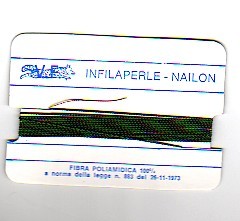 INFILAPERLE - NAILON
FIBRA POLIAMIDICA 100%
a norma della legge n. 883 del 26-11-1973